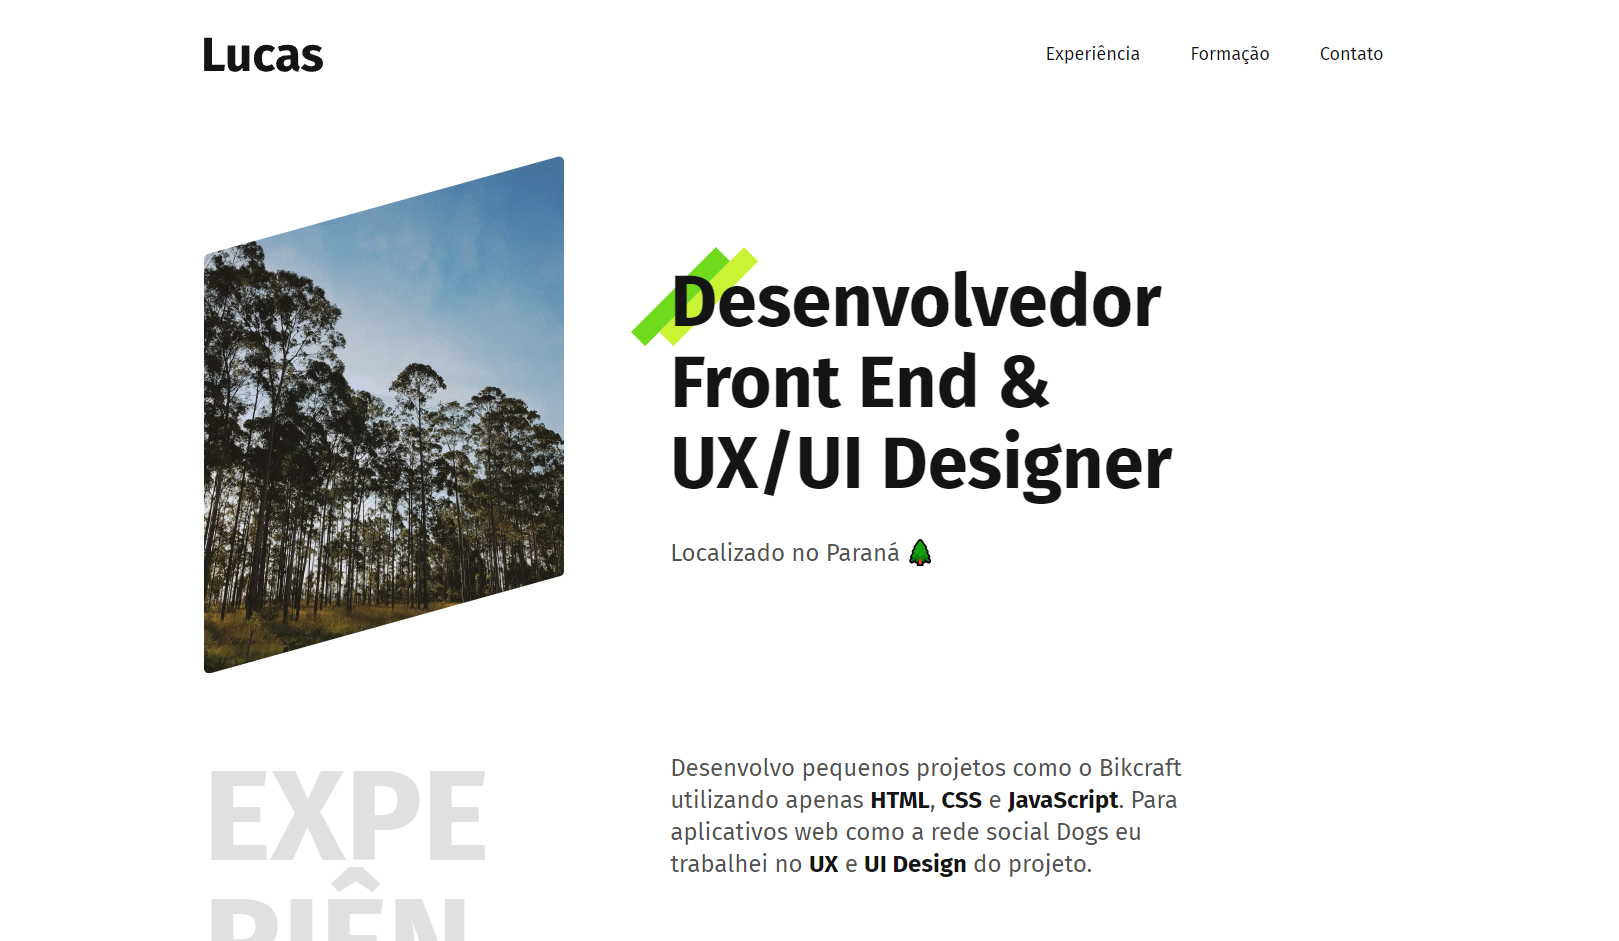 Lucas
Experiência Formação Contato
Desenvolvedor
Front End &
UX/UI Designer
Localizado no Paraná 🌲
EXPE
RIÊN
Desenvolvo pequenos projetos como o Bikcraft
utilizando apenas HTML, CSS e JavaScript. Para
aplicativos web como a rede social Dogs eu
trabalhei no UX e UI Design do projeto.